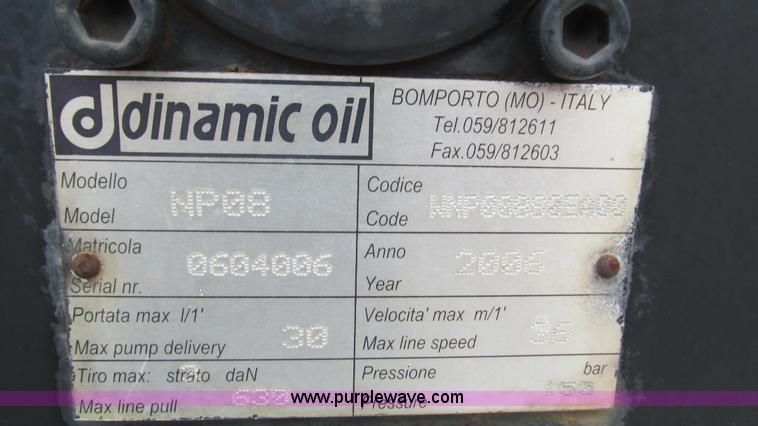 d dinamic oil
BOMPORTO (MO) - ITALY
Tel.059/812611
Fax.059/812603
Modello
Model
NP08
Codice
Code
Matricola
Serial nr.
0604006
Anno
Year
2006
Portata max l/1'
Max pump delivery
30
Velocita' max m/1'
Max line speed
36
Tiro max: strato daN
Max line pull
Pressione bar
Pressure
150
www.purplewave.com